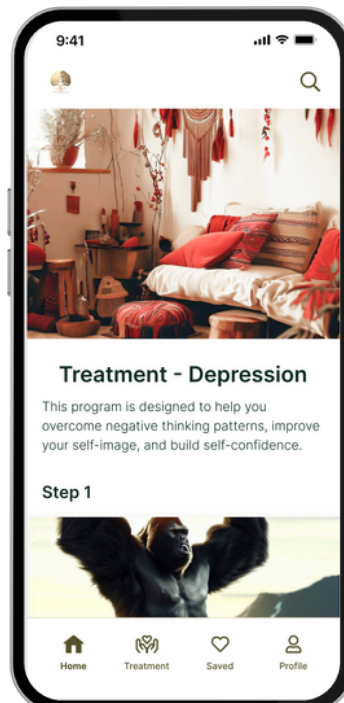 9:41
Treatment - Depression
This program is designed to help you
overcome negative thinking patterns, improve
your self-image, and build self-confidence.
Step 1
Home Treatment Saved Profile